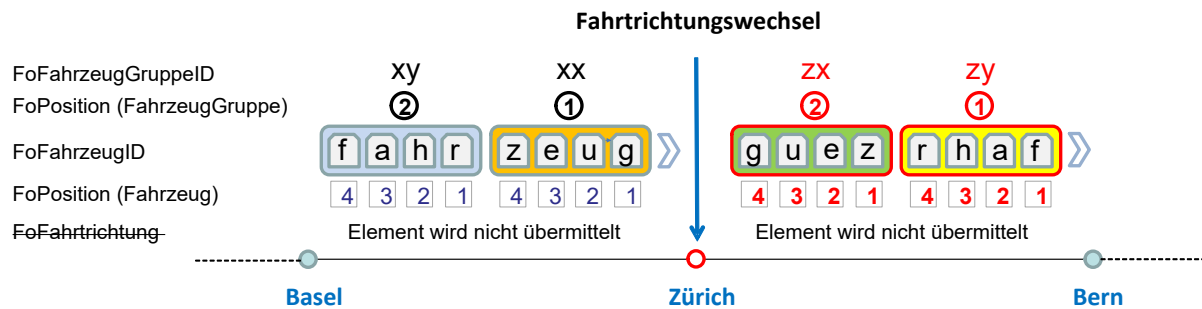 Fahrtrichtungswechsel
FoFahrzeugGruppeID xy xx zx zy
FoPosition (FahrzeugGruppe) 2 1 2 1
FoFahrzeugID f a h r z e u g g u e z r h a f
FoPosition (Fahrzeug) 4 3 2 1 4 3 2 1 4 3 2 1 4 3 2 1
FoFahrtrichtung Element wird nicht übermittelt Element wird nicht übermittelt
Basel Zürich Bern